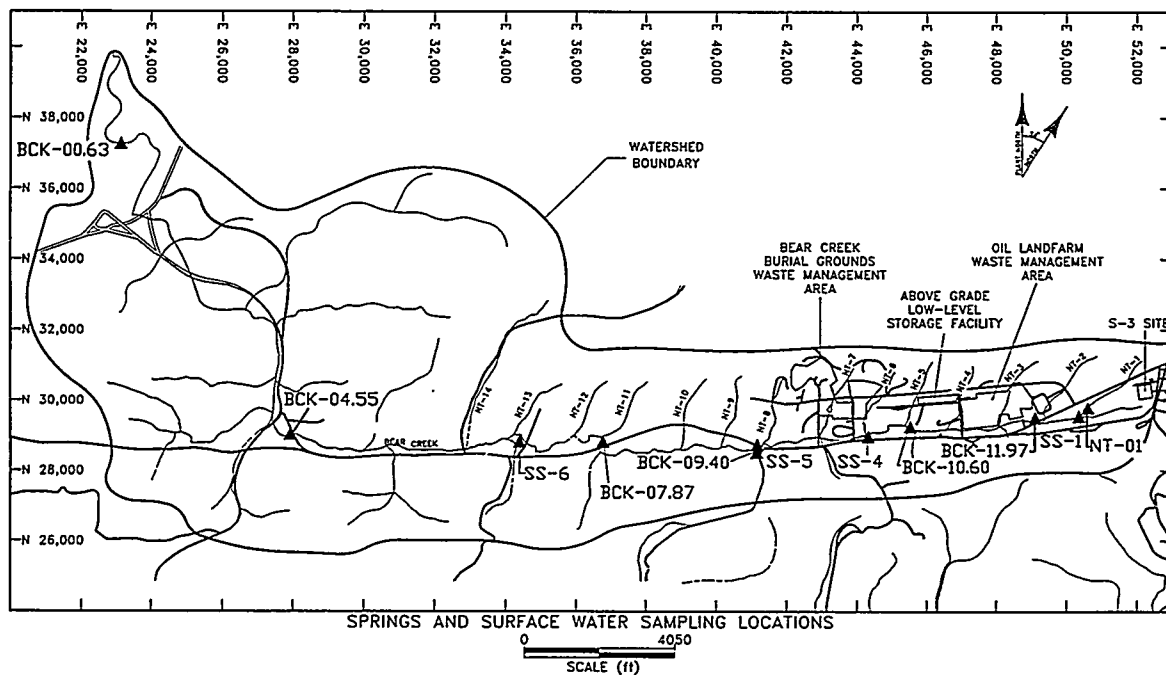 E 22,000
E 24,000
E 26,000
E 28,000
E 30,000
E 32,000
E 34,000
E 36,000
E 38,000
E 40,000
E 42,000
E 44,000
E 46,000
E 48,000
E 50,000
E 52,000
N 38,000
N 36,000
N 34,000
N 32,000
N 30,000
N 28,000
N 26,000
PLANT NORTH
NORTH
WATERSHED
BOUNDARY
BEAR CREEK
BURIAL GROUNDS
WASTE MANAGEMENT
AREA
OIL LANDFARM
WASTE MANAGEMENT
AREA
ABOVE GRADE
LOW-LEVEL
STORAGE FACILITY
S-3 SITE
BCK-00.63
BCK-04.55
BEAR CREEK
NT-14
NT-13
NT-12
NT-11
NT-10
NT-9
NT-8
NT-7
NT-6
NT-5
NT-4
NT-3
NT-2
NT-1
SS-6
BCK-07.87
BCK-09.40
SS-5
SS-4
BCK-10.60
BCK-11.97
SS-1
NT-01
SPRINGS AND SURFACE WATER SAMPLING LOCATIONS
0 4050
SCALE (ft)